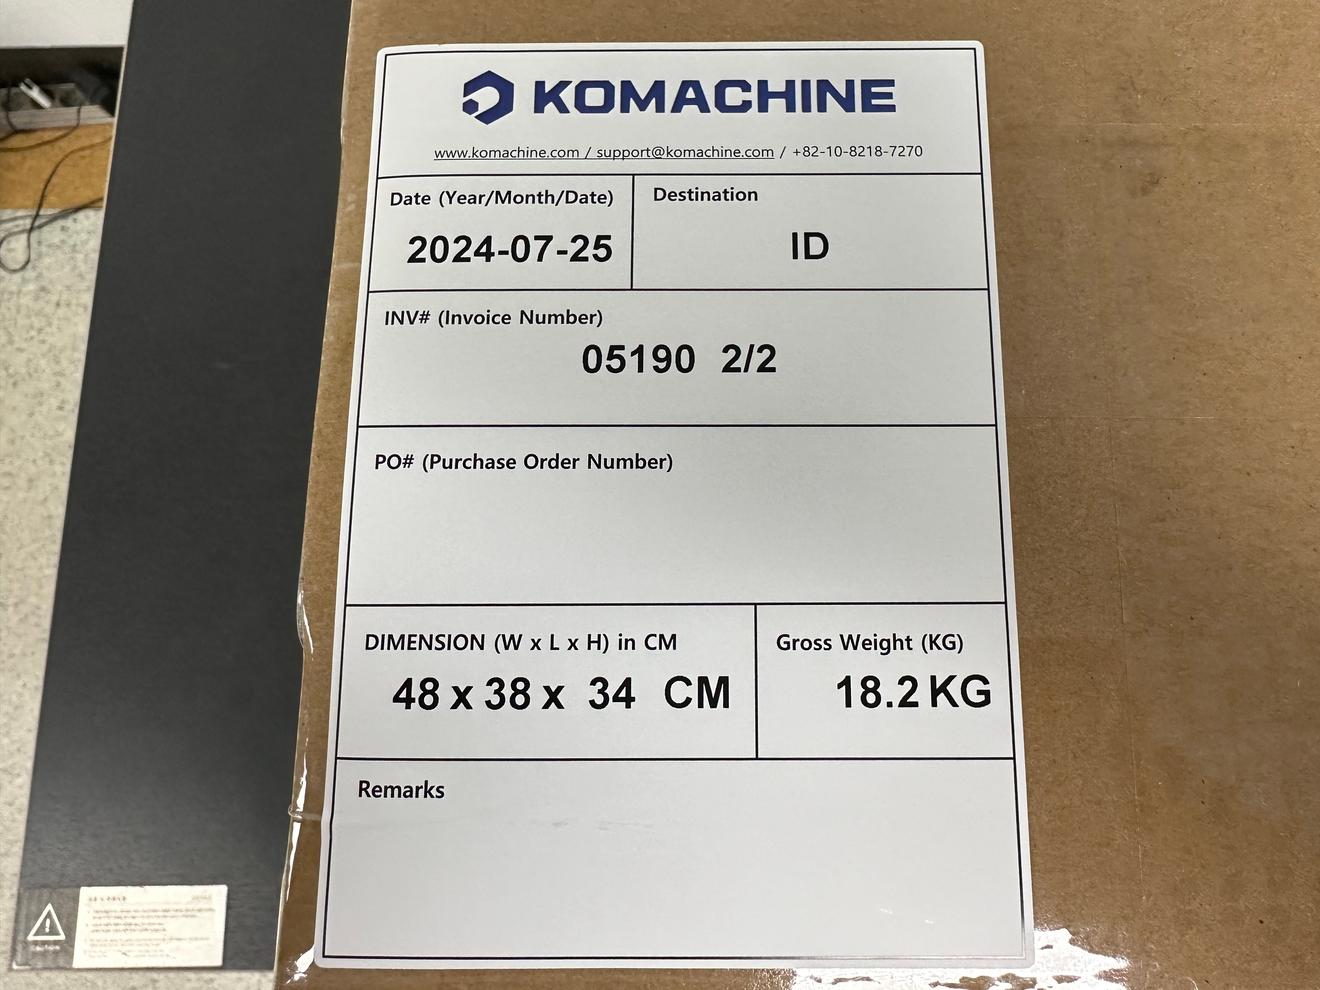 KOMACHINE
www.komachine.com / support@komachine.com / +82-10-8218-7270
Date (Year/Month/Date)
2024-07-25
Destination
ID
INV# (Invoice Number)
05190 2/2
PO# (Purchase Order Number)
DIMENSION (W x L x H) in CM
48 x 38 x 34 CM
Gross Weight (KG)
18.2 KG
Remarks
CAUTION